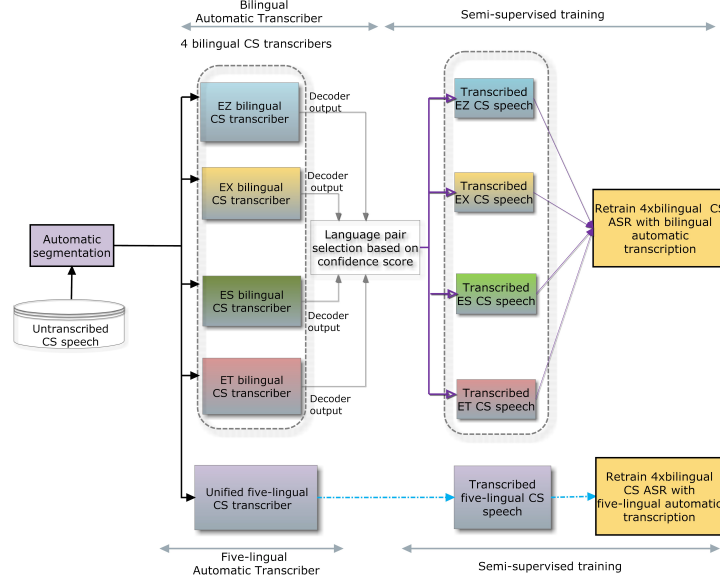 Bilingual
Automatic Transcriber
Semi-supervised training
4 bilingual CS transcribers
EZ bilingual
CS transcriber
Decoder
output
Transcribed
EZ CS speech
EX bilingual
CS transcriber
Decoder
output
Transcribed
EX CS speech
Automatic
segmentation
Untranscribed
CS speech
Language pair
selection based on
confidence score
Retrain 4xbilingual CS
ASR with bilingual
automatic
transcription
ES bilingual
CS transcriber
Decoder
output
Transcribed
ES CS speech
ET bilingual
CS transcriber
Decoder
output
Transcribed
ET CS speech
Unified five-lingual
CS transcriber
Transcribed
five-lingual CS
speech
Retrain 4xbilingual
CS ASR with
five-lingual automatic
transcription
Five-lingual
Automatic Transcriber
Semi-supervised training